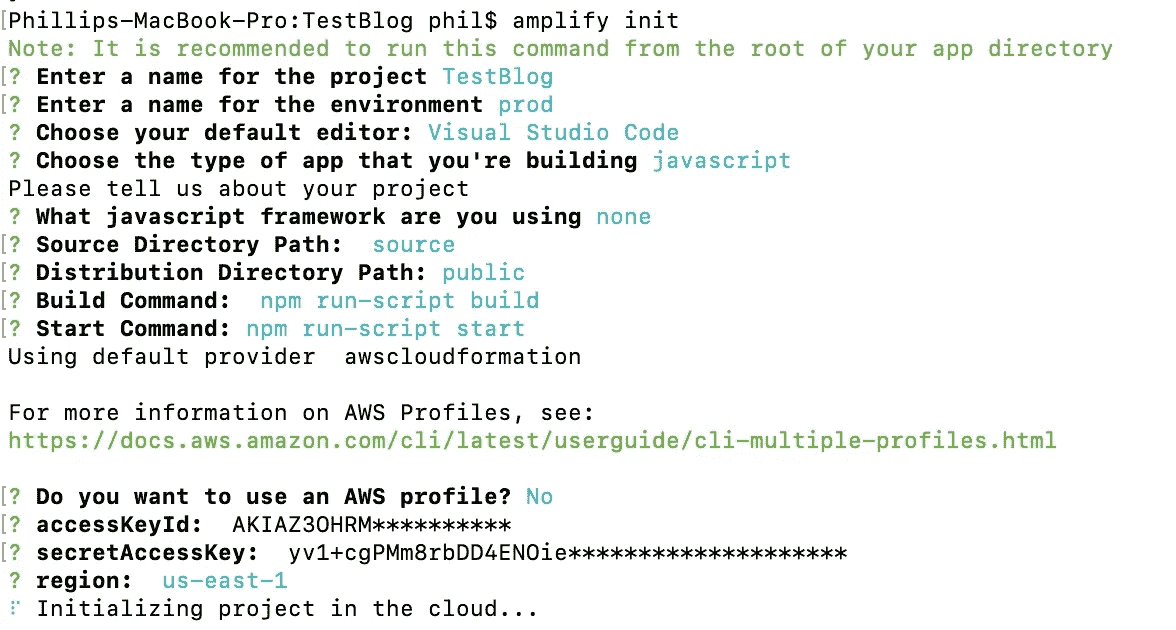 [Phillips-MacBook-Pro:TestBlog phil$ amplify init
Note: It is recommended to run this command from the root of your app directory
[? Enter a name for the project TestBlog
[? Enter a name for the environment prod
? Choose your default editor: Visual Studio Code
? Choose the type of app that you're building javascript
Please tell us about your project
? What javascript framework are you using none
[? Source Directory Path:  source
[? Distribution Directory Path: public
[? Build Command:  npm run-script build
[? Start Command: npm run-script start
Using default provider  awscloudformation
For more information on AWS Profiles, see:
https://docs.aws.amazon.com/cli/latest/userguide/cli-multiple-profiles.html
[? Do you want to use an AWS profile? No
[? accessKeyId:  AKIAZ3OHRM**********
[? secretAccessKey:  yv1+cgPMm8rbDD4ENOie********************
? region:  us-east-1
⠏ Initializing project in the cloud...